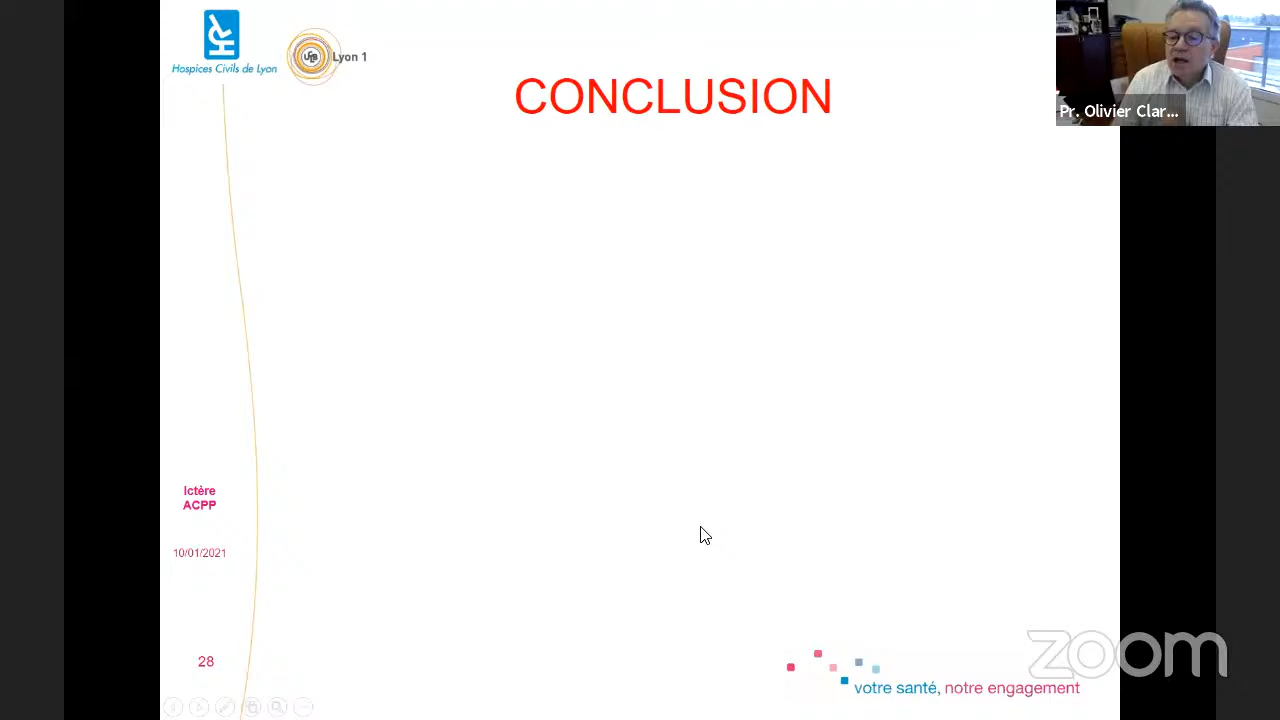 Hospices Civils de Lyon
Lyon 1
CONCLUSION
Pr. Olivier Clar...
Ictère
ACPP
10/01/2021
28
votre santé, notre engagement
zoom